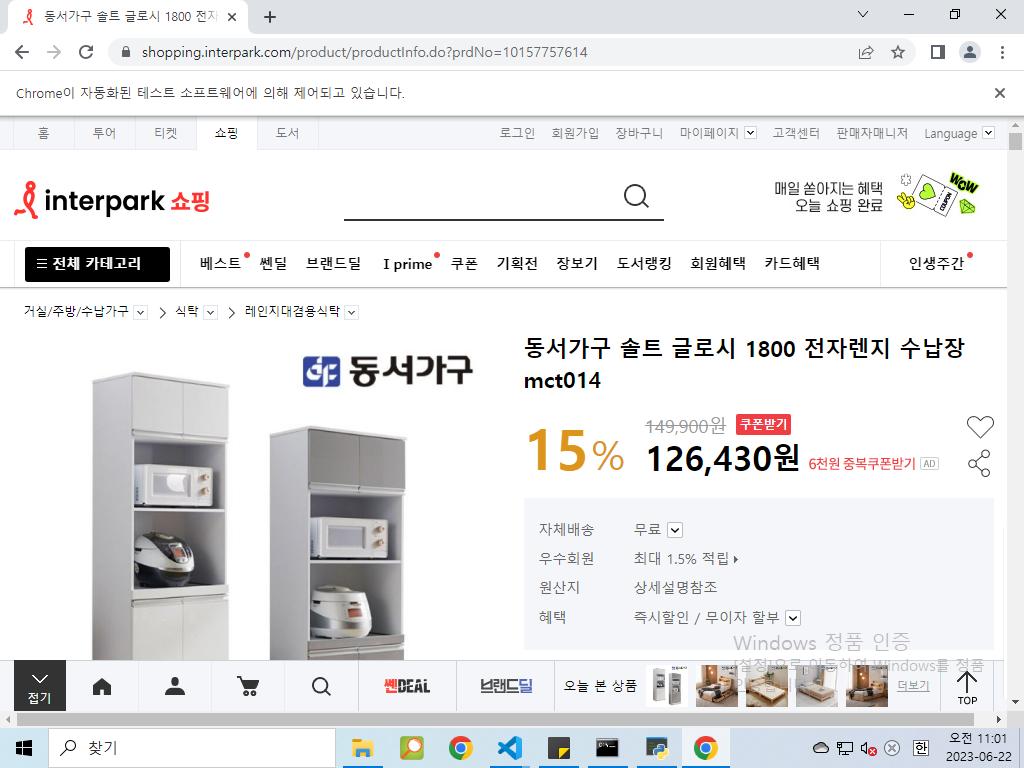 동서가구 솔트 글로시 1800 전자
shopping.interpark.com/product/productInfo.do?prdNo=10157757614
Chrome이 자동화된 테스트 소프트웨어에 의해 제어되고 있습니다.
홈 투어 티켓 쇼핑 도서 로그인 회원가입 장바구니 마이페이지 고객센터 판매자매니저 Language
interpark 쇼핑
매일 쏟아지는 혜택
오늘 쇼핑 완료
WOW
COUPON
전체 카테고리 베스트 쎈딜 브랜드딜 I prime 쿠폰 기획전 장보기 도서랭킹 회원혜택 카드혜택 인생주간
거실/주방/수납가구 식탁 레인지대겸용식탁
동서가구
동서가구 솔트 글로시 1800 전자렌지 수납장
mct014
15%
149,900원 쿠폰받기
126,430원 6천원 중복쿠폰받기 AD
자체배송 무료
우수회원 최대 1.5% 적립
원산지 상세설명참조
혜택 즉시할인 / 무이자 할부
Windows 정품 인증
[설정]으로 이동하여 Windows를 정품
접기
쎈DEAL
브랜드딜
오늘 본 상품
더보기
TOP
찾기
한
오전 11:01
2023-06-22